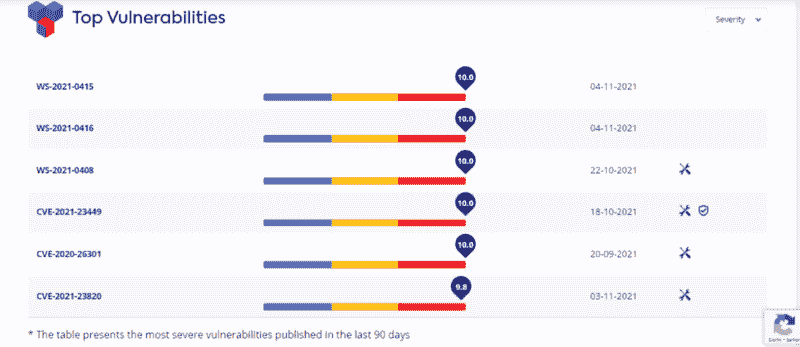 Top Vulnerabilities
Severity
WS-2021-0415 10.0 04-11-2021
WS-2021-0416 10.0 04-11-2021
WS-2021-0408 10.0 22-10-2021
CVE-2021-23449 10.0 18-10-2021
CVE-2020-26301 10.0 20-09-2021
CVE-2021-23820 9.8 03-11-2021
* The table presents the most severe vulnerabilities published in the last 90 days